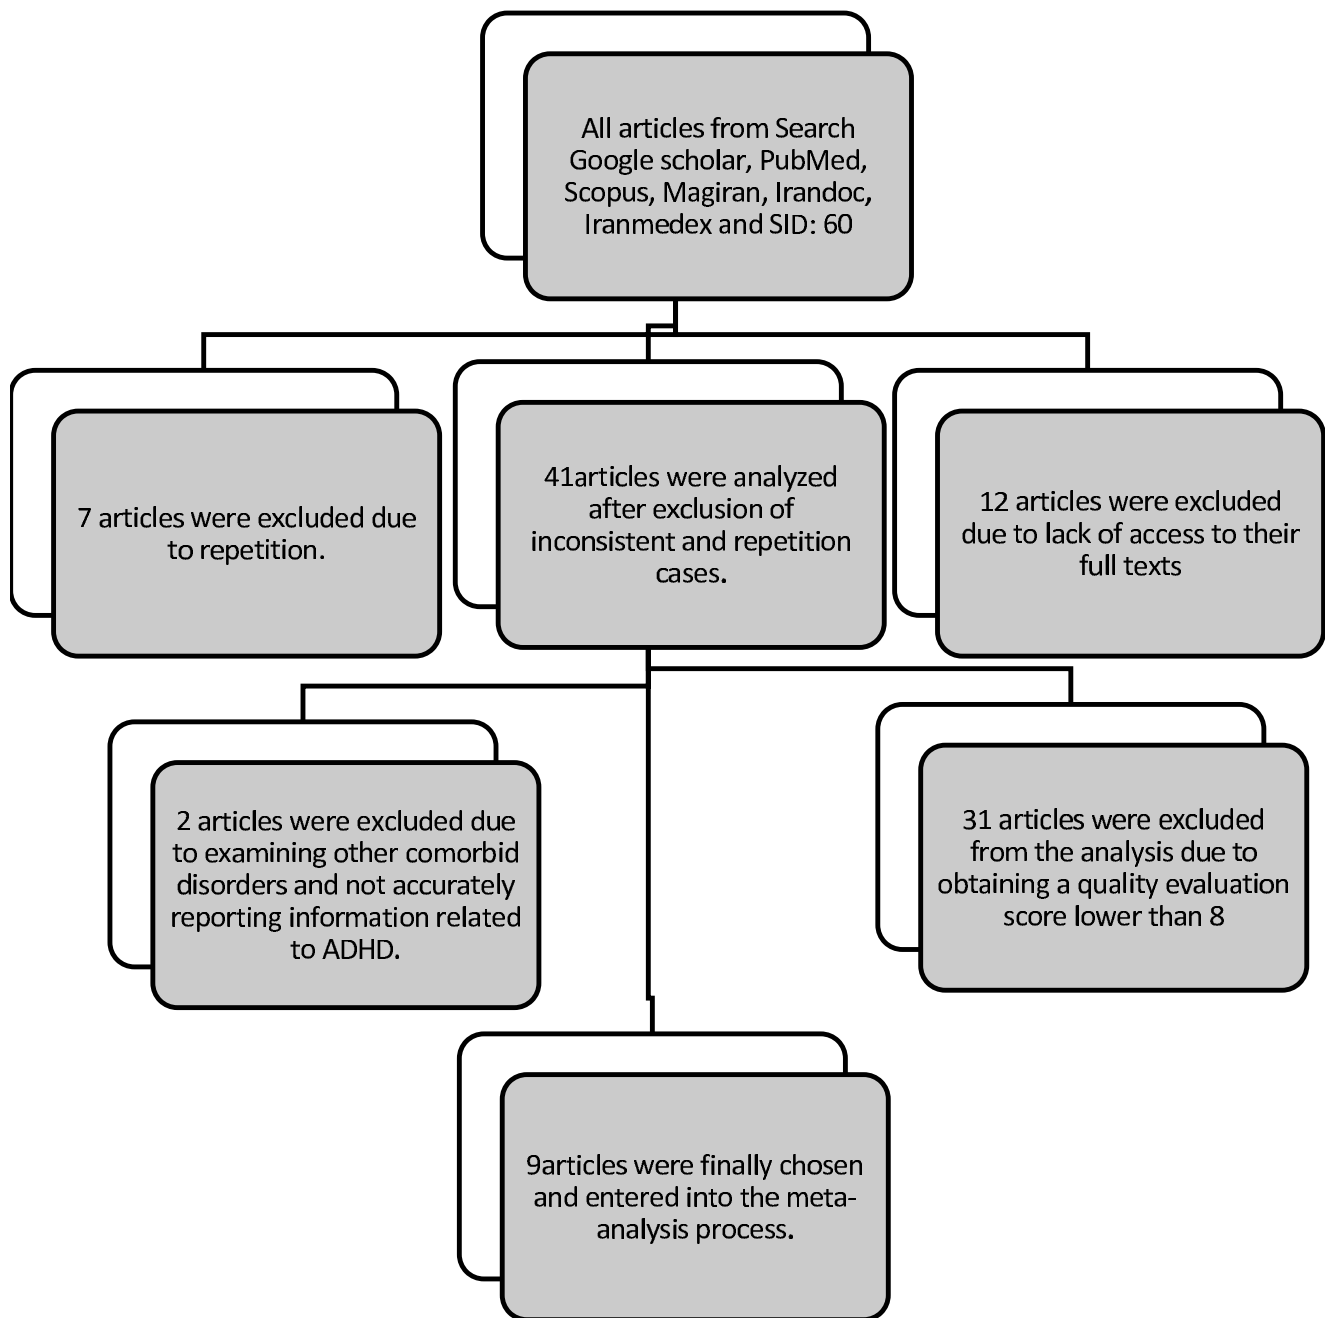 All articles from Search
Google scholar, PubMed,
Scopus, Magiran, Irandoc,
Iranmedex and SID: 60
7 articles were excluded due
to repetition.
41articles were analyzed
after exclusion of
inconsistent and repetition
cases.
12 articles were excluded
due to lack of access to their
full texts
2 articles were excluded due
to examining other comorbid
disorders and not accurately
reporting information related
to ADHD.
31 articles were excluded
from the analysis due to
obtaining a quality evaluation
score lower than 8
9articles were finally chosen
and entered into the meta-
analysis process.